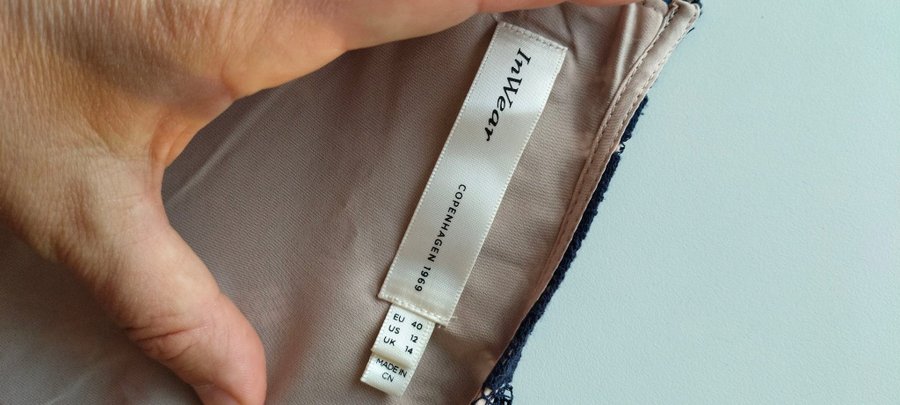 InWear
COPENHAGEN 1969
EU 40
US 12
UK 14
MADE IN
CN